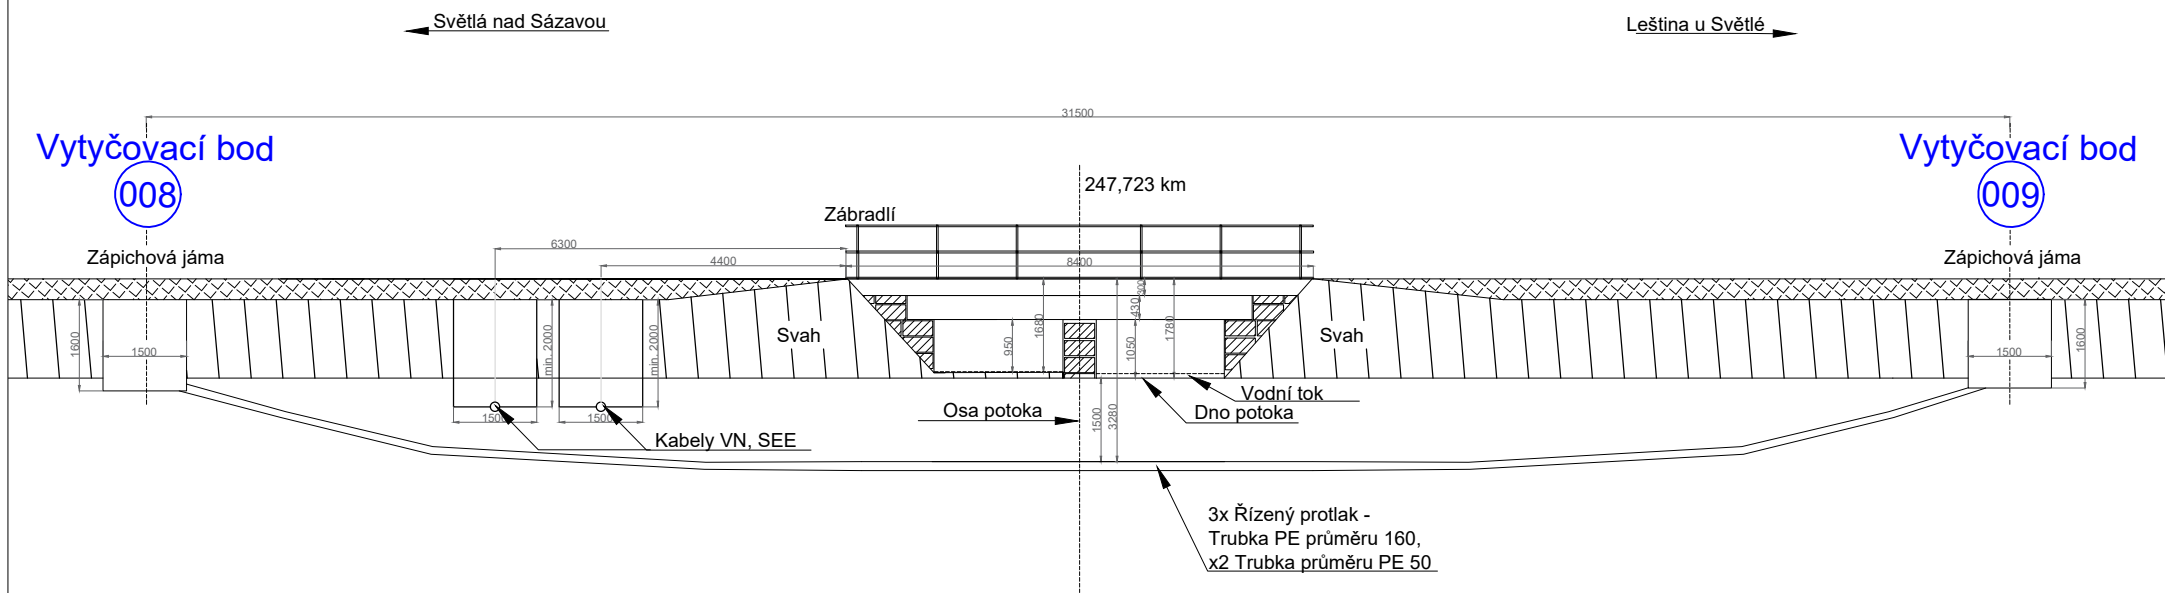 Světlá nad Sázavou
Leština u Světlé
31500
Vytyčovací bod
008
Vytyčovací bod
009
247,723 km
Zábradlí
Zápichová jáma
Zápichová jáma
6300
4400
8400
300
430
1600
1500
min. 2000
min. 2000
Svah
950
1680
1050
1780
Svah
1500
1600
1500
1500
Kabely VN, SEE
Osa potoka
1500
3280
Vodní tok
Dno potoka
3x Řízený protlak -
Trubka PE průměru 160,
x2 Trubka průměru PE 50